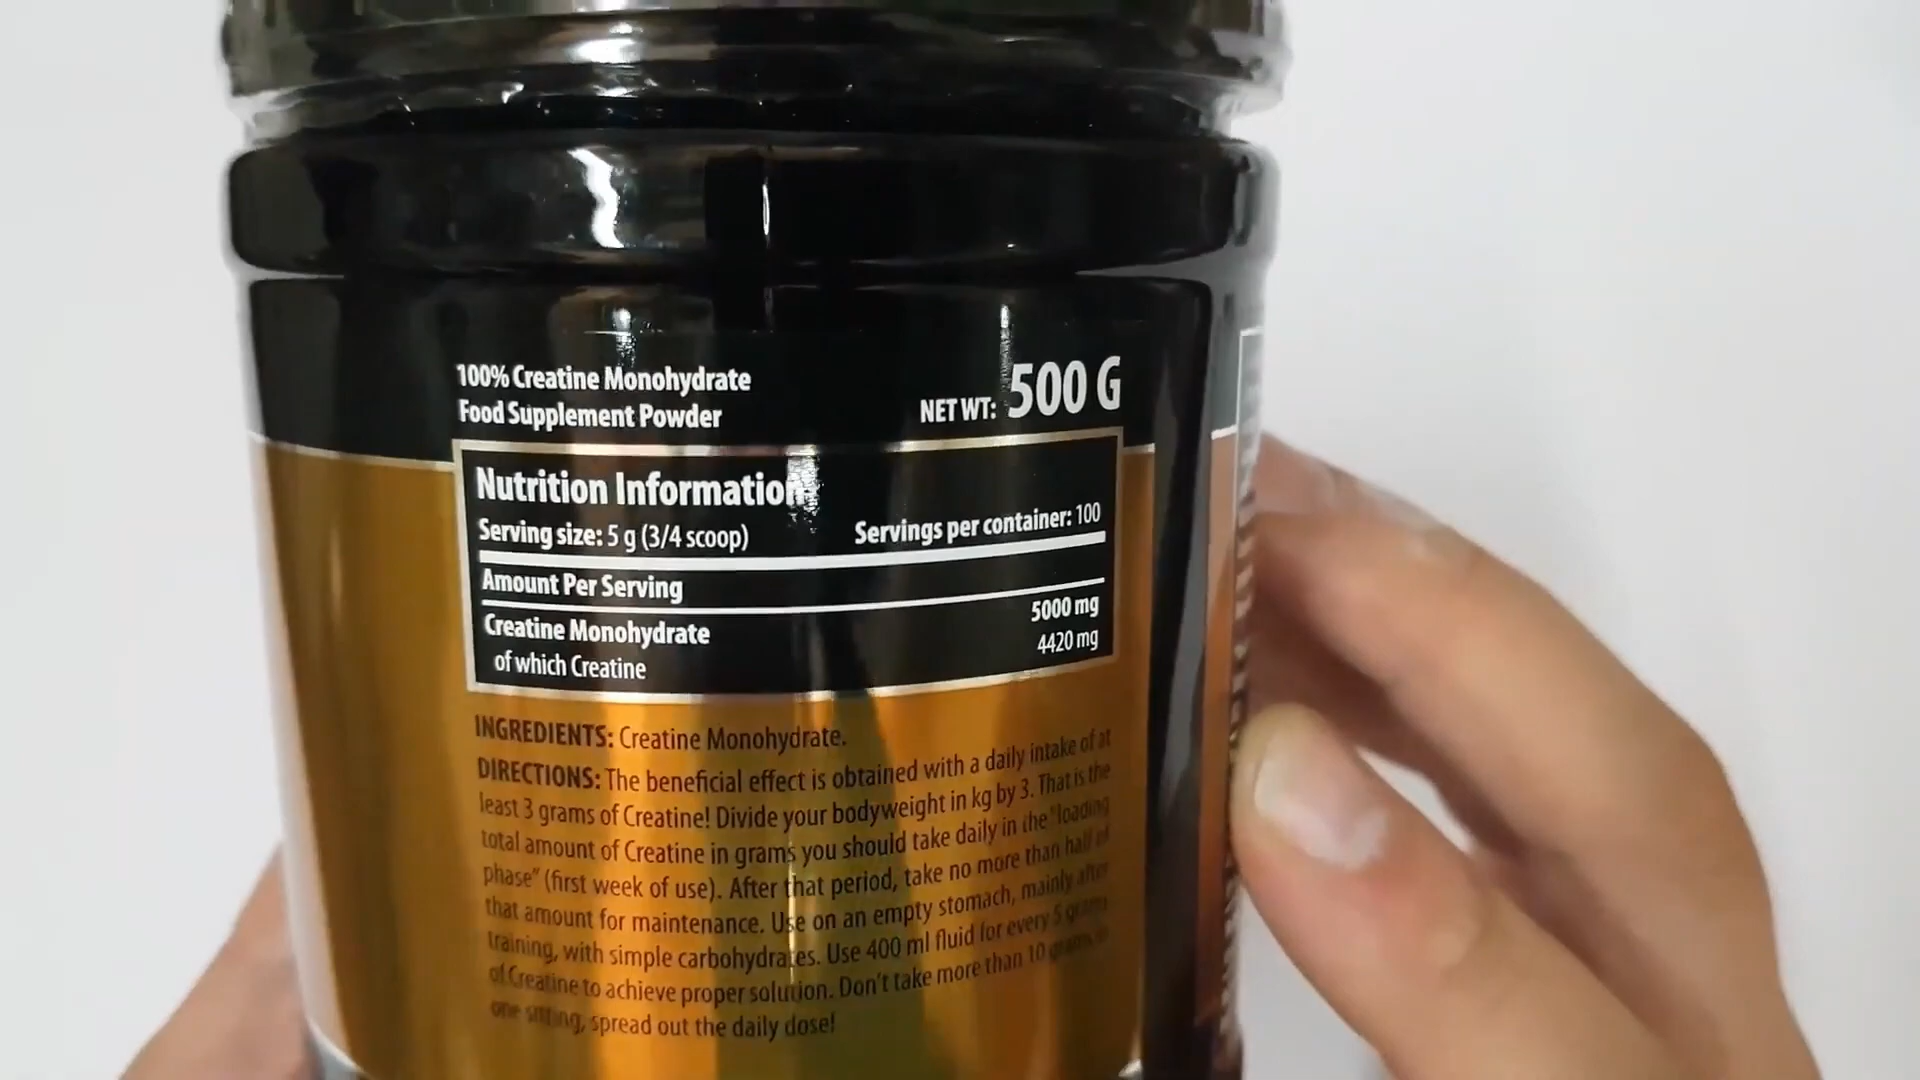 100% Creatine Monohydrate
Food Supplement Powder
NET WT: 500 G
Nutrition Information
Serving size: 5 g (3/4 scoop)
Servings per container: 100
Amount Per Serving
Creatine Monohydrate 5000 mg
of which Creatine 4420 mg
INGREDIENTS: Creatine Monohydrate.
DIRECTIONS: The beneficial effect is obtained with a daily intake of at
least 3 grams of Creatine! Divide your bodyweight in kg by 3. That is the
total amount of Creatine in grams you should take daily in the "loading
phase" (first week of use). After that period, take no more than half of
that amount for maintenance. Use on an empty stomach, mainly after
training, with simple carbohydrates. Use 400 ml fluid for every 5 grams
of Creatine to achieve proper solution. Don't take more than 10 grams in
one sitting, spread out the daily dose!